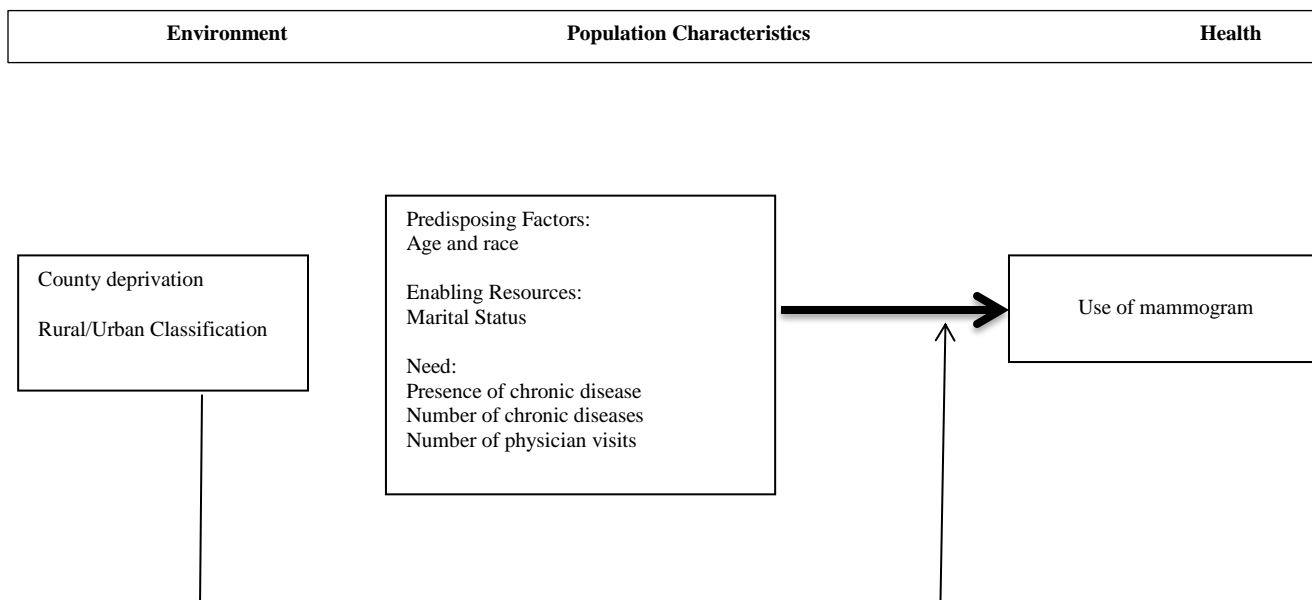 Environment Population Characteristics Health
County deprivation
Rural/Urban Classification
Predisposing Factors:
Age and race
Enabling Resources:
Marital Status
Need:
Presence of chronic disease
Number of chronic diseases
Number of physician visits
Use of mammogram